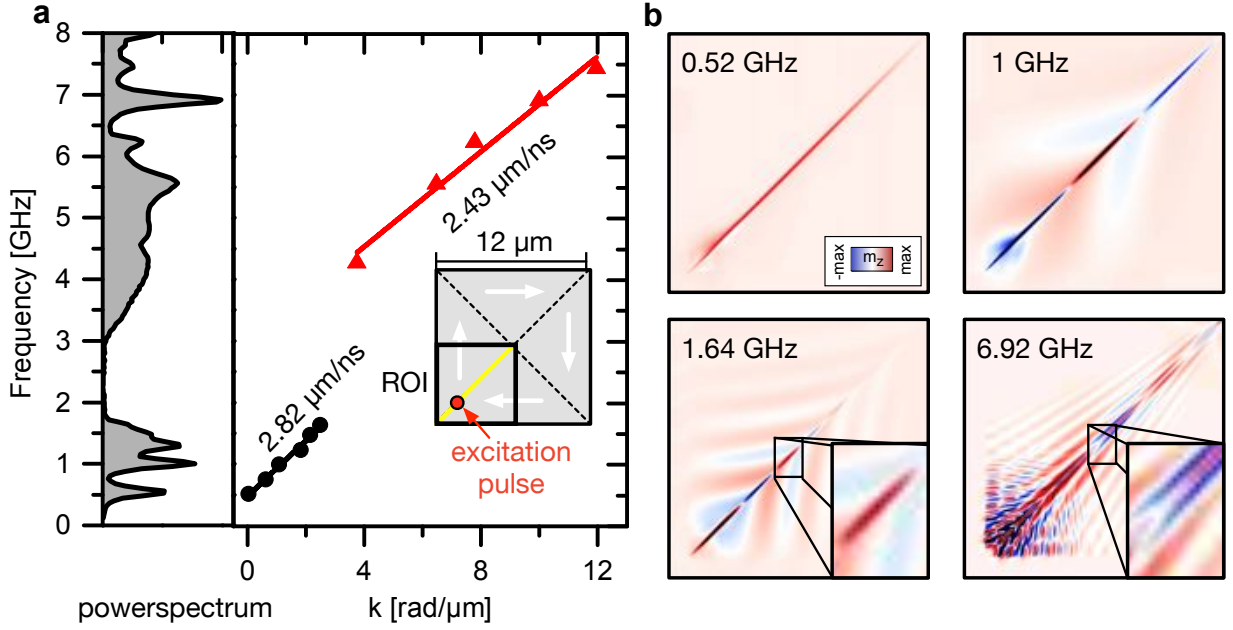 a
8
7
6
5
4
3
2
1
0
Frequency [GHz]
powerspectrum
0
4
8
12
k [rad/µm]
2.43 µm/ns
2.82 µm/ns
12 µm
ROI
excitation
pulse
b
0.52 GHz
-max
mz
max
1 GHz
1.64 GHz
6.92 GHz